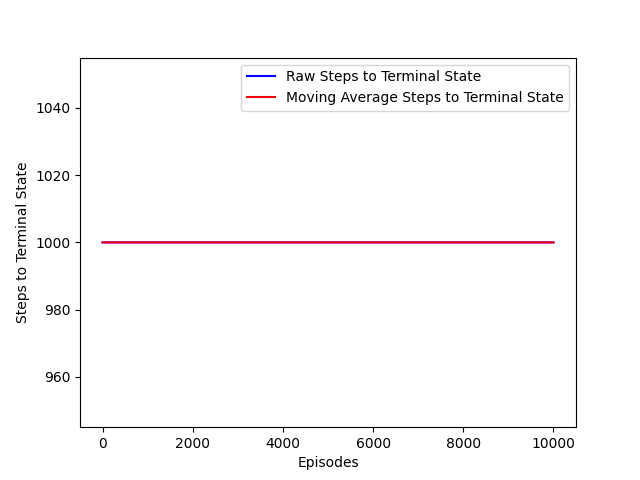 Raw Steps to Terminal State
Moving Average Steps to Terminal State
Steps to Terminal State
1040
1020
1000
980
960
0 2000 4000 6000 8000 10000
Episodes